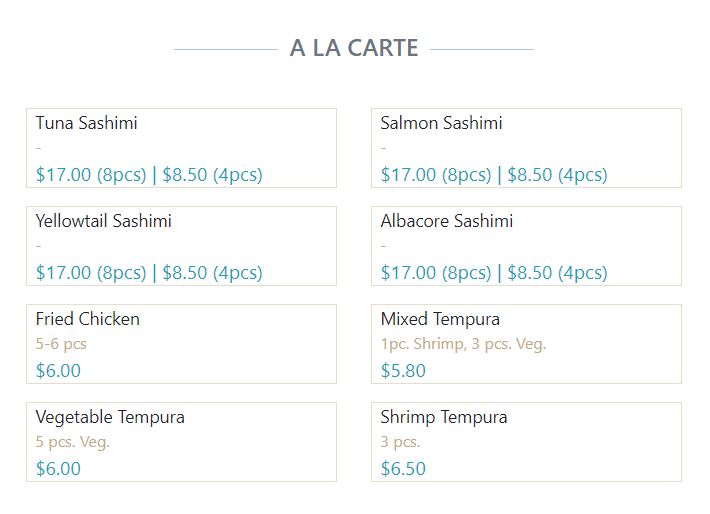 A LA CARTE
Tuna Sashimi
-
$17.00 (8pcs) | $8.50 (4pcs)
Salmon Sashimi
-
$17.00 (8pcs) | $8.50 (4pcs)
Yellowtail Sashimi
-
$17.00 (8pcs) | $8.50 (4pcs)
Albacore Sashimi
-
$17.00 (8pcs) | $8.50 (4pcs)
Fried Chicken
5-6 pcs
$6.00
Mixed Tempura
1pc. Shrimp, 3 pcs. Veg.
$5.80
Vegetable Tempura
5 pcs. Veg.
$6.00
Shrimp Tempura
3 pcs.
$6.50